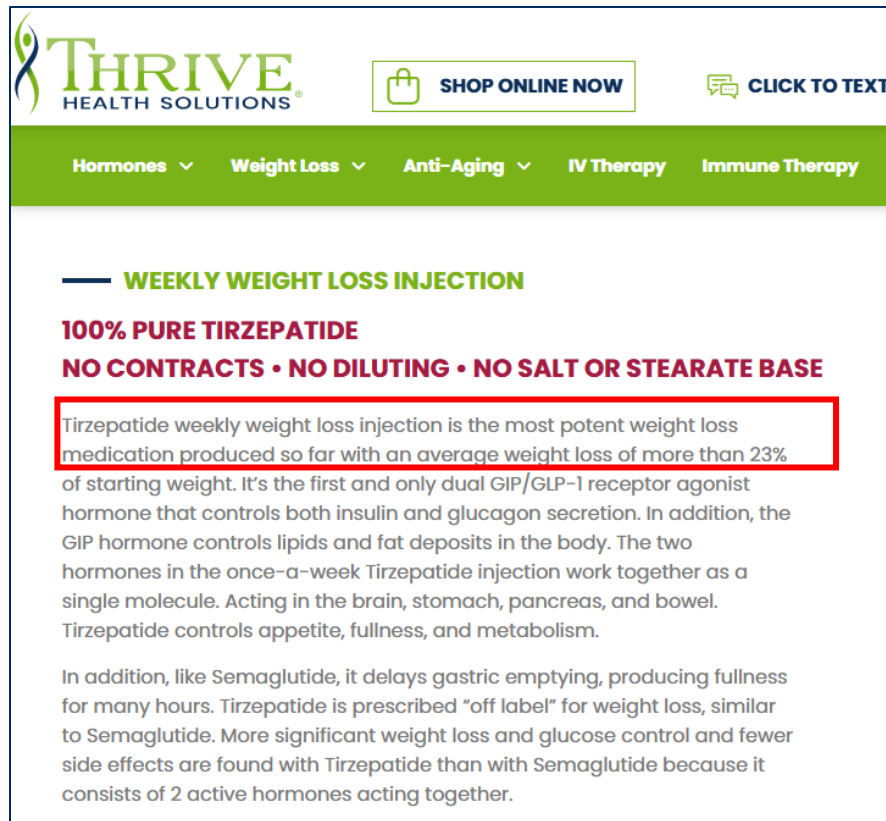 THRIVE®
HEALTH SOLUTIONS
SHOP ONLINE NOW
CLICK TO TEXT
Hormones Weight Loss Anti-Aging IV Therapy Immune Therapy
WEEKLY WEIGHT LOSS INJECTION
100% PURE TIRZEPATIDE
NO CONTRACTS • NO DILUTING • NO SALT OR STEARATE BASE
Tirzepatide weekly weight loss injection is the most potent weight loss
medication produced so far with an average weight loss of more than 23%
of starting weight. It's the first and only dual GIP/GLP-1 receptor agonist
hormone that controls both insulin and glucagon secretion. In addition, the
GIP hormone controls lipids and fat deposits in the body. The two
hormones in the once-a-week Tirzepatide injection work together as a
single molecule. Acting in the brain, stomach, pancreas, and bowel.
Tirzepatide controls appetite, fullness, and metabolism.
In addition, like Semaglutide, it delays gastric emptying, producing fullness
for many hours. Tirzepatide is prescribed “off label” for weight loss, similar
to Semaglutide. More significant weight loss and glucose control and fewer
side effects are found with Tirzepatide than with Semaglutide because it
consists of 2 active hormones acting together.